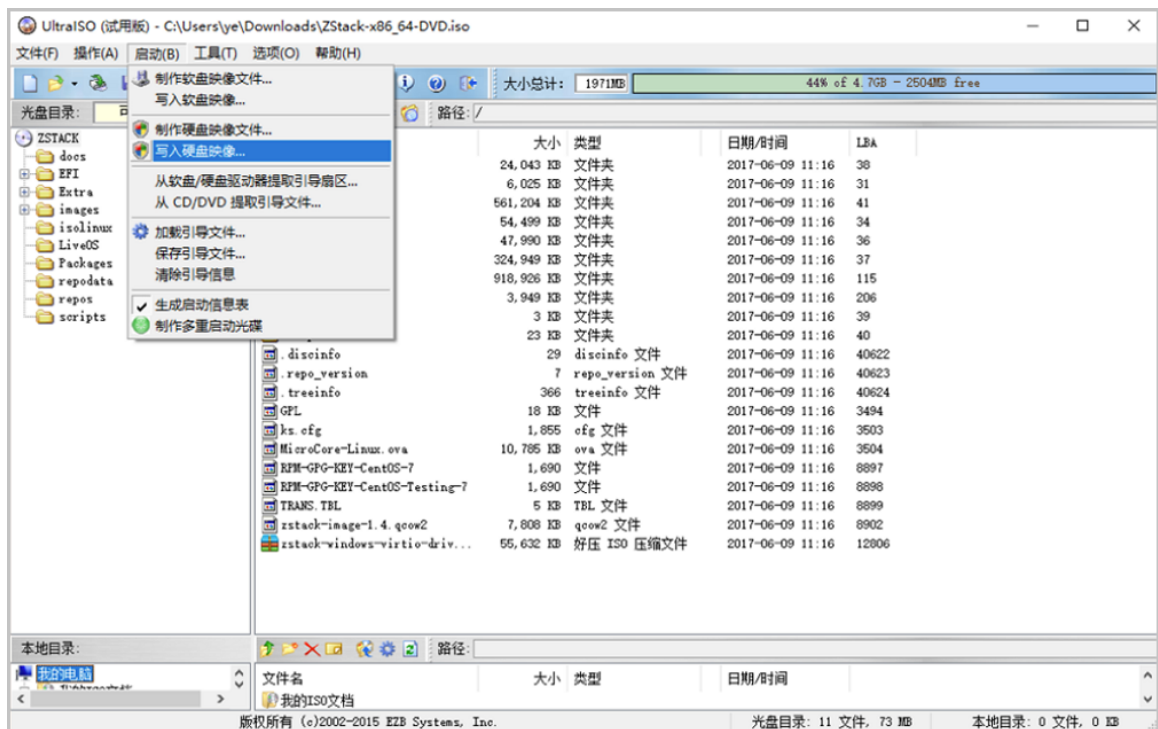 UltraISO (试用版) - C:\Users\ye\Downloads\ZStack-x86_64-DVD.iso
文件(F) 操作(A) 启动(B) 工具(T) 选项(O) 帮助(H)
大小总计: 1971MB 44% of 4.7GB - 2504MB free
光盘目录: 可 路径: /
制作软盘映像文件...
写入软盘映像...
制作硬盘映像文件...
写入硬盘映像...
从软盘/硬盘驱动器提取引导扇区...
从 CD/DVD 提取引导文件...
加载引导文件...
保存引导文件...
清除引导信息
生成启动信息表
制作多重启动光碟
ZSTACK
docs
EFI
Extra
images
isolinux
LiveOS
Packages
repodata
repos
scripts
大小 类型 日期/时间 LBA
24,043 KB 文件夹 2017-06-09 11:16 38
6,025 KB 文件夹 2017-06-09 11:16 31
561,204 KB 文件夹 2017-06-09 11:16 41
54,499 KB 文件夹 2017-06-09 11:16 34
47,990 KB 文件夹 2017-06-09 11:16 36
324,949 KB 文件夹 2017-06-09 11:16 37
918,926 KB 文件夹 2017-06-09 11:16 115
3,949 KB 文件夹 2017-06-09 11:16 206
3 KB 文件夹 2017-06-09 11:16 39
23 KB 文件夹 2017-06-09 11:16 40
.discinfo 29 discinfo 文件 2017-06-09 11:16 40622
.repo_version 7 repo_version 文件 2017-06-09 11:16 40623
.treeinfo 366 treeinfo 文件 2017-06-09 11:16 40624
GPL 18 KB 文件 2017-06-09 11:16 3494
ks.cfg 1,855 cfg 文件 2017-06-09 11:16 3503
MicroCore-Linux.ova 10,785 KB ova 文件 2017-06-09 11:16 3504
RPM-GPG-KEY-CentOS-7 1,690 文件 2017-06-09 11:16 8897
RPM-GPG-KEY-CentOS-Testing-7 1,690 文件 2017-06-09 11:16 8898
TRANS.TBL 5 KB TBL 文件 2017-06-09 11:16 8899
zstack-image-1.4.qcow2 7,808 KB qcow2 文件 2017-06-09 11:16 8902
zstack-windows-virtio-driv... 55,632 KB 好压 ISO 压缩文件 2017-06-09 11:16 12806
本地目录: 路径:
我的电脑
文件名 大小 类型 日期/时间
我的ISO文档
版权所有 (c)2002-2015 EZB Systems, Inc. 光盘目录: 11 文件, 73 MB 本地目录: 0 文件, 0 KB